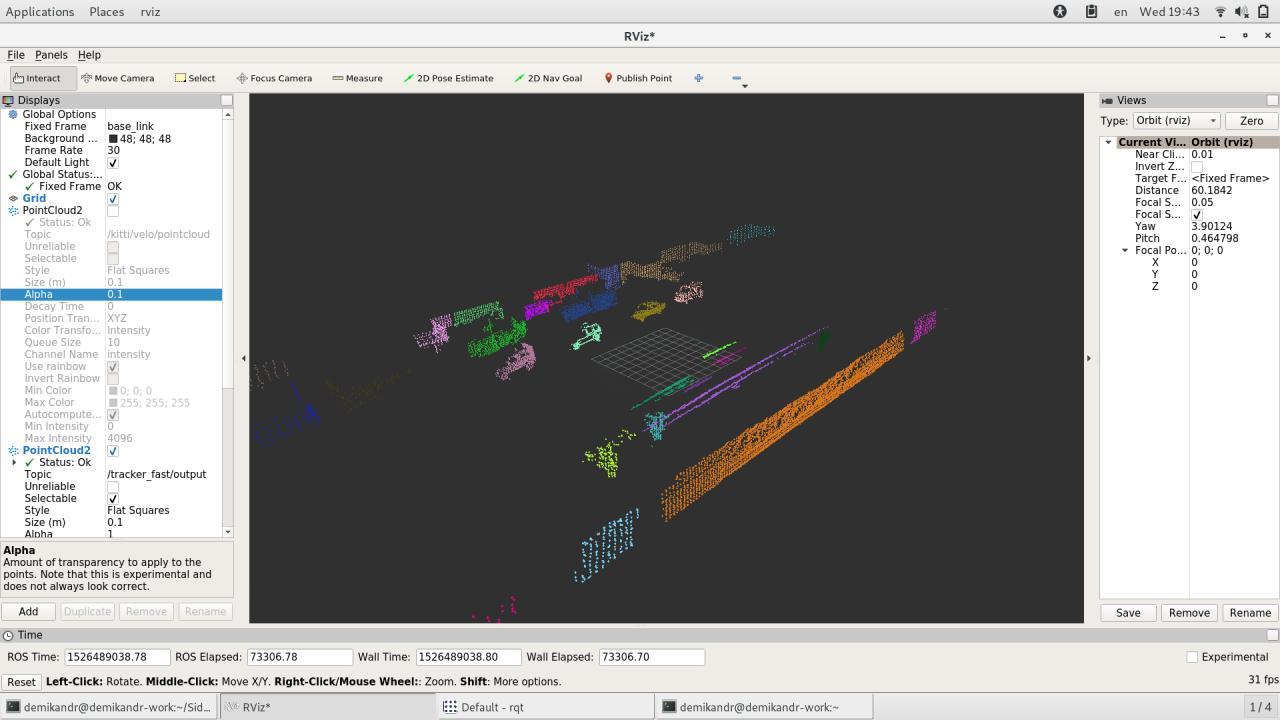 Applications Places rviz en Wed 19:43
RViz*
File Panels Help
Interact Move Camera Select Focus Camera Measure 2D Pose Estimate 2D Nav Goal Publish Point
Displays
Global Options
Fixed Frame base_link
Background ... 48; 48; 48
Frame Rate 30
Default Light
Global Status:...
Fixed Frame OK
Grid
PointCloud2
Status: Ok
Topic /kitti/velo/pointcloud
Unreliable
Selectable
Style Flat Squares
Size (m) 0.1
Alpha 0.1
Decay Time 0
Position Tran... XYZ
Color Transfo... Intensity
Queue Size 10
Channel Name intensity
Use rainbow
Invert Rainbow
Min Color 0; 0; 0
Max Color 255; 255; 255
Autocompute...
Min Intensity 0
Max Intensity 4096
PointCloud2
Status: Ok
Topic /tracker_fast/output
Unreliable
Selectable
Style Flat Squares
Size (m) 0.1
Alpha 1
Alpha
Amount of transparency to apply to the
points. Note that this is experimental and
does not always look correct.
Add Duplicate Remove Rename
Views
Type: Orbit (rviz) Zero
Current Vi... Orbit (rviz)
Near Cli... 0.01
Invert Z...
Target F... <Fixed Frame>
Distance 60.1842
Focal S... 0.05
Focal S...
Yaw 3.90124
Pitch 0.464798
Focal Po... 0; 0; 0
X 0
Y 0
Z 0
Save Remove Rename
Time
ROS Time: 1526489038.78 ROS Elapsed: 73306.78 Wall Time: 1526489038.80 Wall Elapsed: 73306.70 Experimental
Reset Left-Click: Rotate. Middle-Click: Move X/Y. Right-Click/Mouse Wheel:: Zoom. Shift: More options. 31 fps
demikandr@demikandr-work:~/Sid... RViz* Default - rqt demikandr@demikandr-work:~ 1 / 4